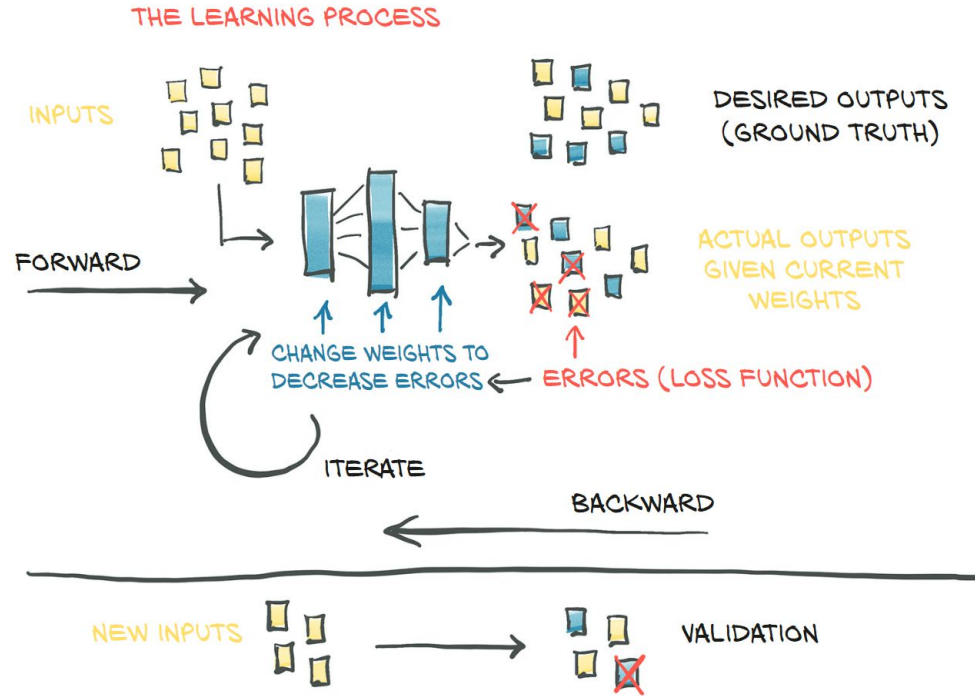 THE LEARNING PROCESS
INPUTS
DESIRED OUTPUTS
(GROUND TRUTH)
FORWARD
ACTUAL OUTPUTS
GIVEN CURRENT
WEIGHTS
CHANGE WEIGHTS TO
DECREASE ERRORS
ERRORS (LOSS FUNCTION)
ITERATE
BACKWARD
NEW INPUTS
VALIDATION